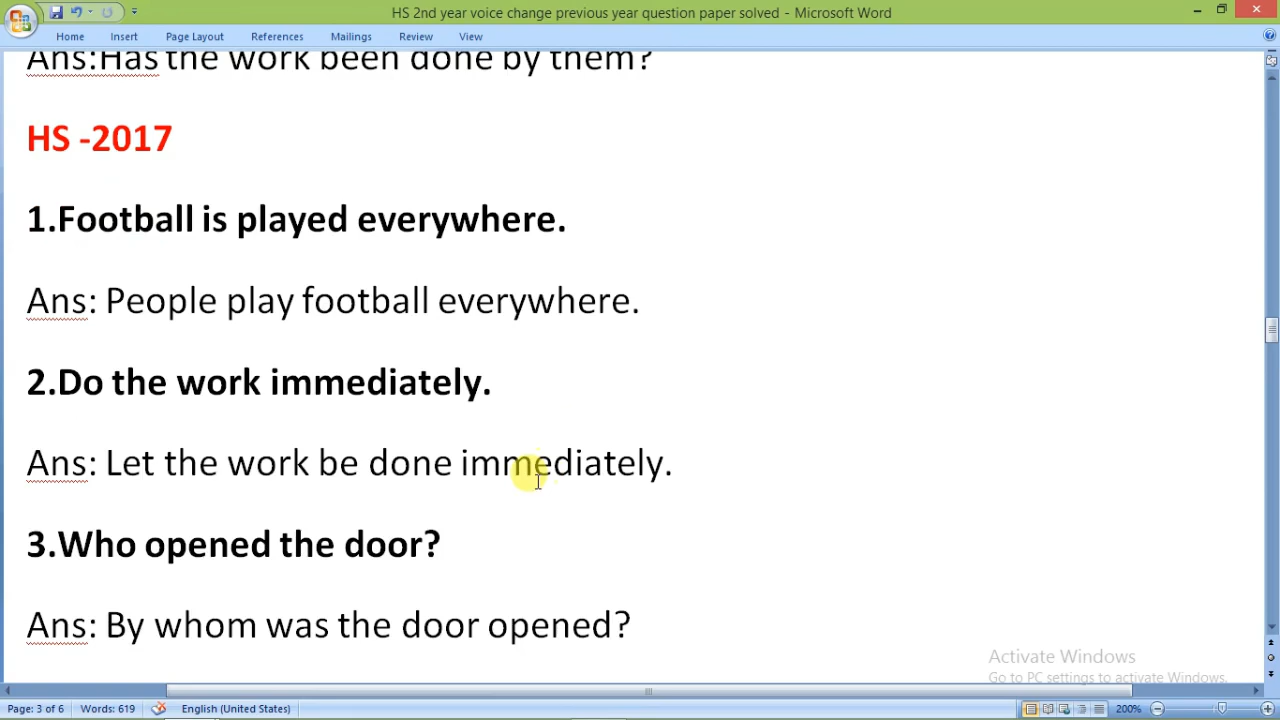 HS 2nd year voice change previous year question paper solved - Microsoft Word
Home Insert Page Layout References Mailings Review View
Ans:Has the work been done by them?
HS -2017
1.Football is played everywhere.
Ans: People play football everywhere.
2.Do the work immediately.
Ans: Let the work be done immediately.
3.Who opened the door?
Ans: By whom was the door opened?
Activate Windows
Go to PC settings to activate Windows.
Page: 3 of 6 Words: 619 English (United States) 200%